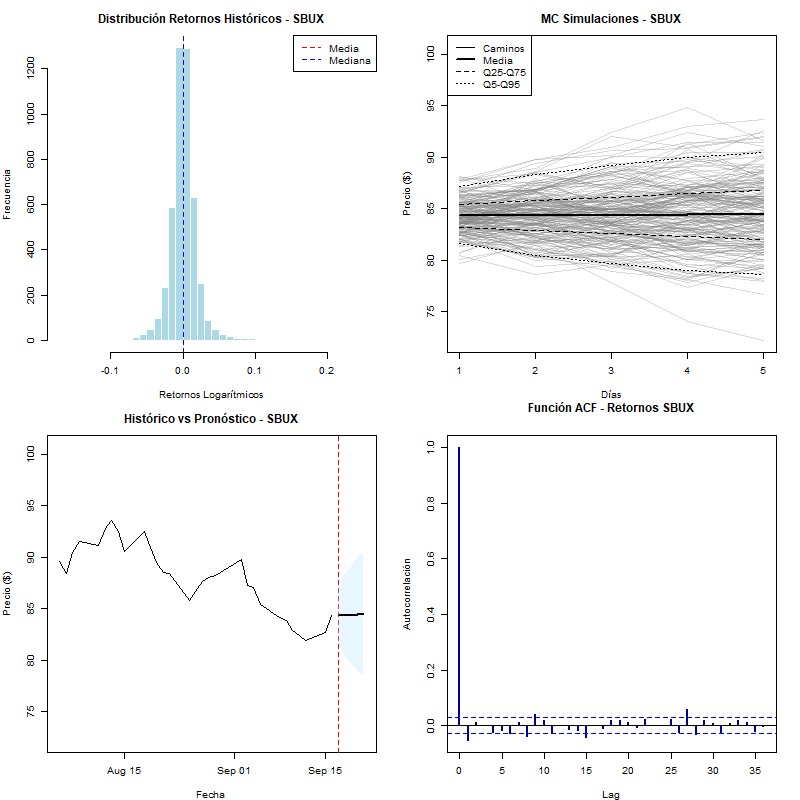 Distribución Retornos Históricos - SBUX
Media
Mediana
Frecuencia
0
200
400
600
800
1000
1200
-0.1
0.0
0.1
0.2
Retornos Logarítmicos
MC Simulaciones - SBUX
Caminos
Media
Q25-Q75
Q5-Q95
Precio ($)
75
80
85
90
95
100
1
2
3
4
5
Días
Histórico vs Pronóstico - SBUX
Precio ($)
75
80
85
90
95
100
Aug 15
Sep 01
Sep 15
Fecha
Función ACF - Retornos SBUX
Autocorrelación
0.0
0.2
0.4
0.6
0.8
1.0
0
5
10
15
20
25
30
35
Lag